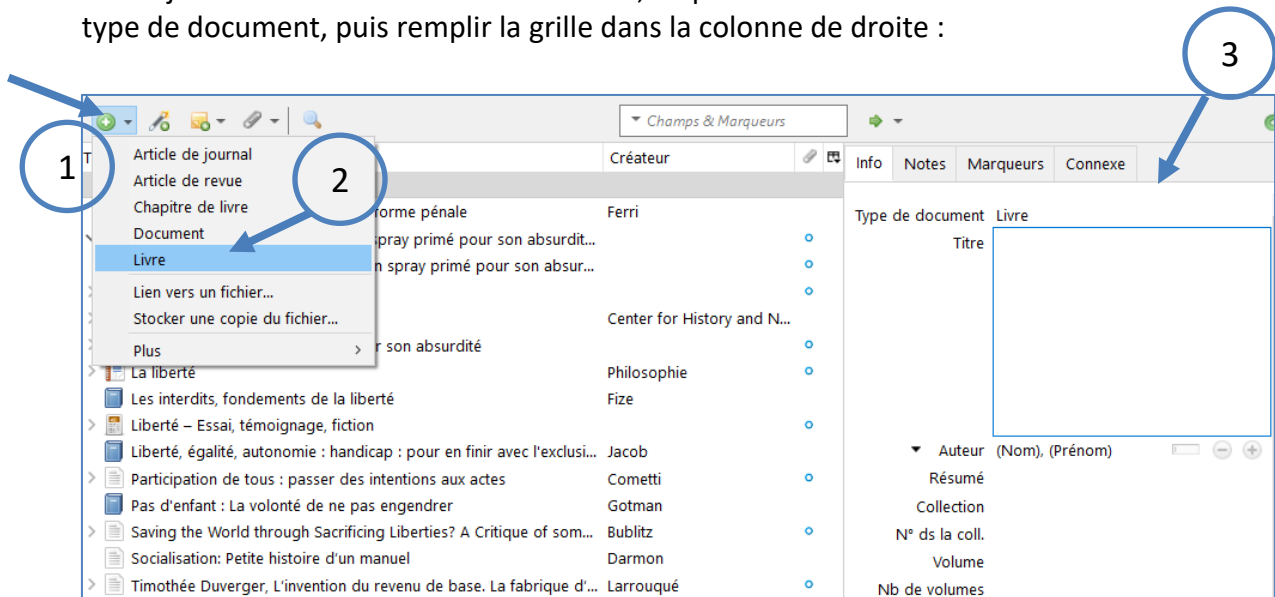 type de document, puis remplir la grille dans la colonne de droite :
3
Champs & Marqueurs
1
2
Article de journal
Article de revue
Chapitre de livre
Document
Livre
Lien vers un fichier...
Stocker une copie du fichier...
Plus
T
Créateur
forme pénale
Ferri
spray primé pour son absurdit...
n spray primé pour son absur...
Center for History and N...
r son absurdité
La liberté
Philosophie
Les interdits, fondements de la liberté
Fize
Liberté – Essai, témoignage, fiction
Liberté, égalité, autonomie : handicap : pour en finir avec l'exclusi...
Jacob
Participation de tous : passer des intentions aux actes
Cometti
Pas d'enfant : La volonté de ne pas engendrer
Gotman
Saving the World through Sacrificing Liberties? A Critique of som...
Bublitz
Socialisation: Petite histoire d'un manuel
Darmon
Timothée Duverger, L'invention du revenu de base. La fabrique d'...
Larrouqué
Info Notes Marqueurs Connexe
Type de document Livre
Titre
Auteur (Nom), (Prénom)
Résumé
Collection
N° ds la coll.
Volume
Nb de volumes